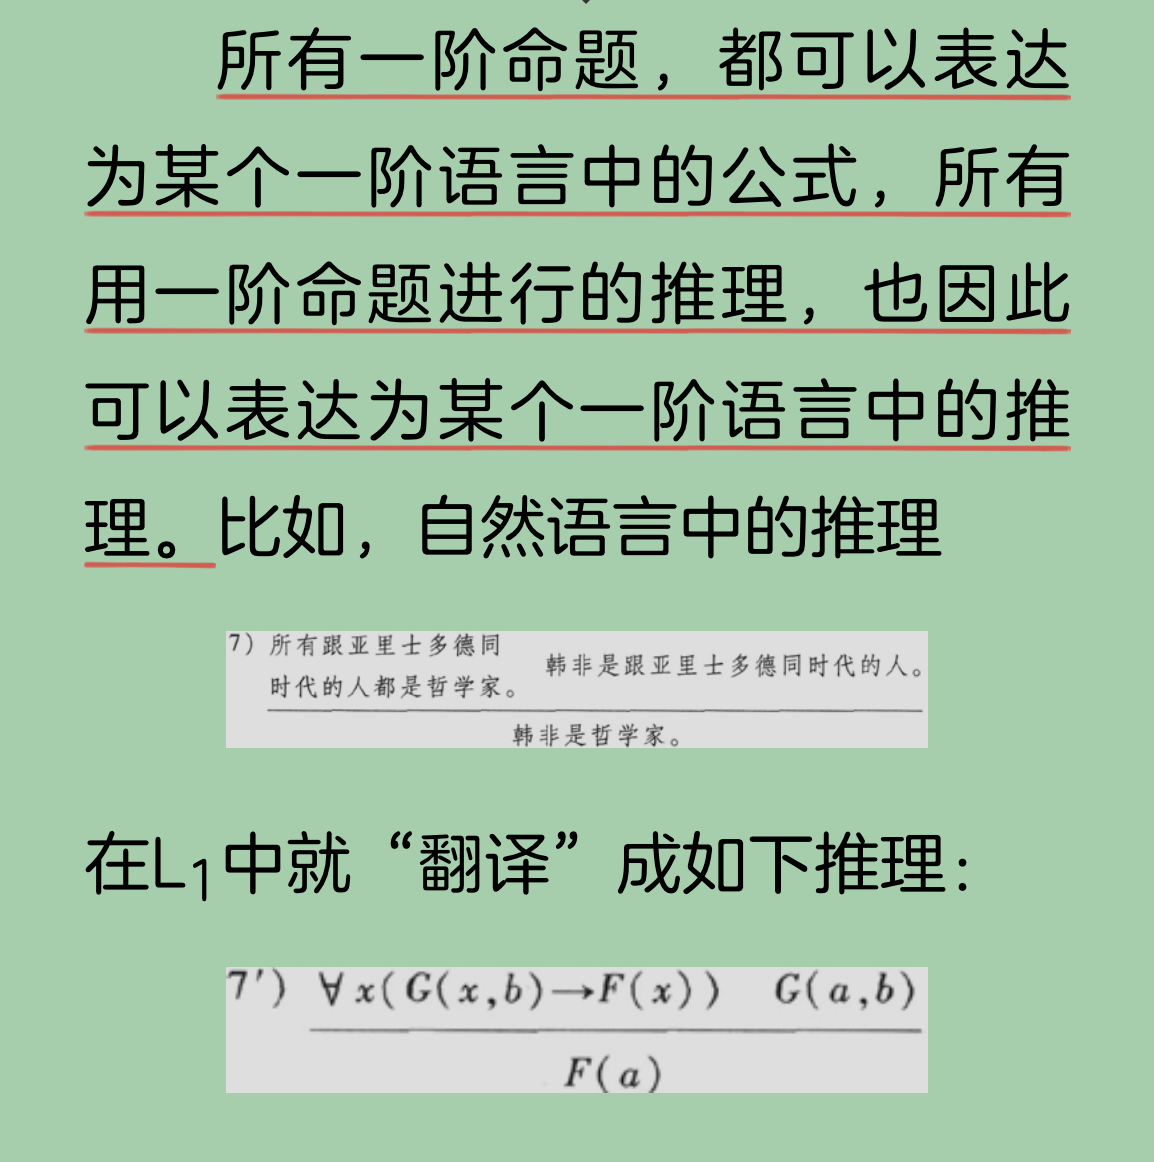 所有一阶命题，都可以表达
为某个一阶语言中的公式，所有
用一阶命题进行的推理，也因此
可以表达为某个一阶语言中的推
理。比如，自然语言中的推理
7）所有跟亚里士多德同
时代的人都是哲学家。
韩非是跟亚里士多德同时代的人。
韩非是哲学家。
在L₁中就“翻译”成如下推理：
7′）∀x(G(x,b)→F(x)) G(a,b)
F(a)